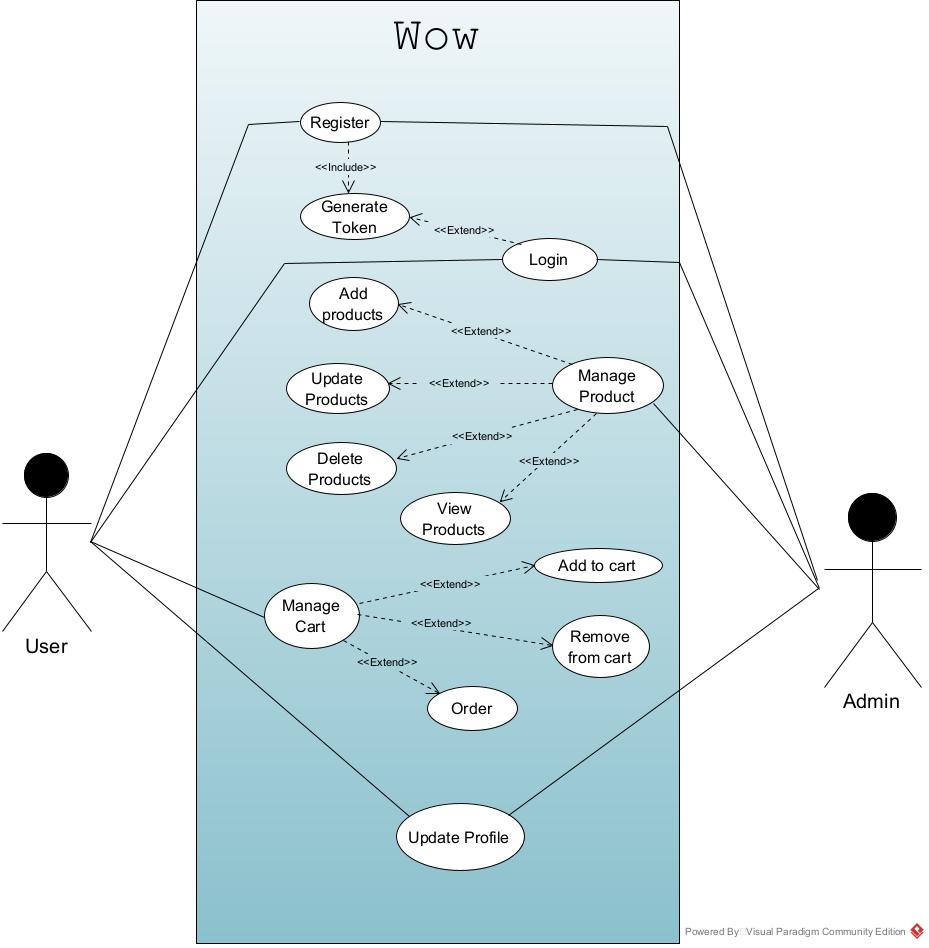 Wow
Register
<<Include>>
Generate
Token
<<Extend>>
Login
Add
products
<<Extend>>
Update
Products
<<Extend>>
Manage
Product
Delete
Products
<<Extend>>
<<Extend>>
View
Products
<<Extend>>
Add to cart
Manage
Cart
<<Extend>>
Remove
from cart
<<Extend>>
Order
User
Admin
Update Profile
Powered By Visual Paradigm Community Edition